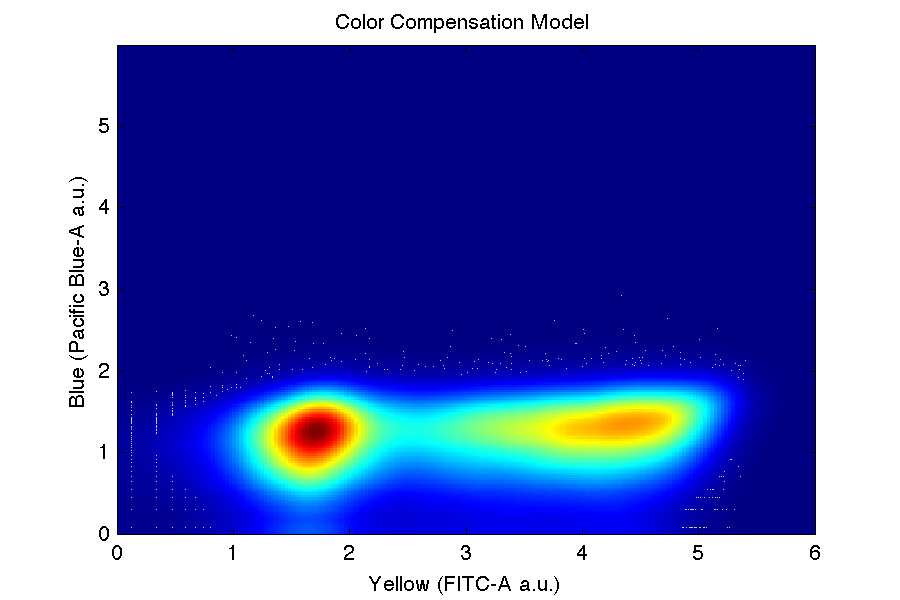 Color Compensation Model
5
4
3
2
1
0
Blue (Pacific Blue-A a.u.)
0 1 2 3 4 5 6
Yellow (FITC-A a.u.)